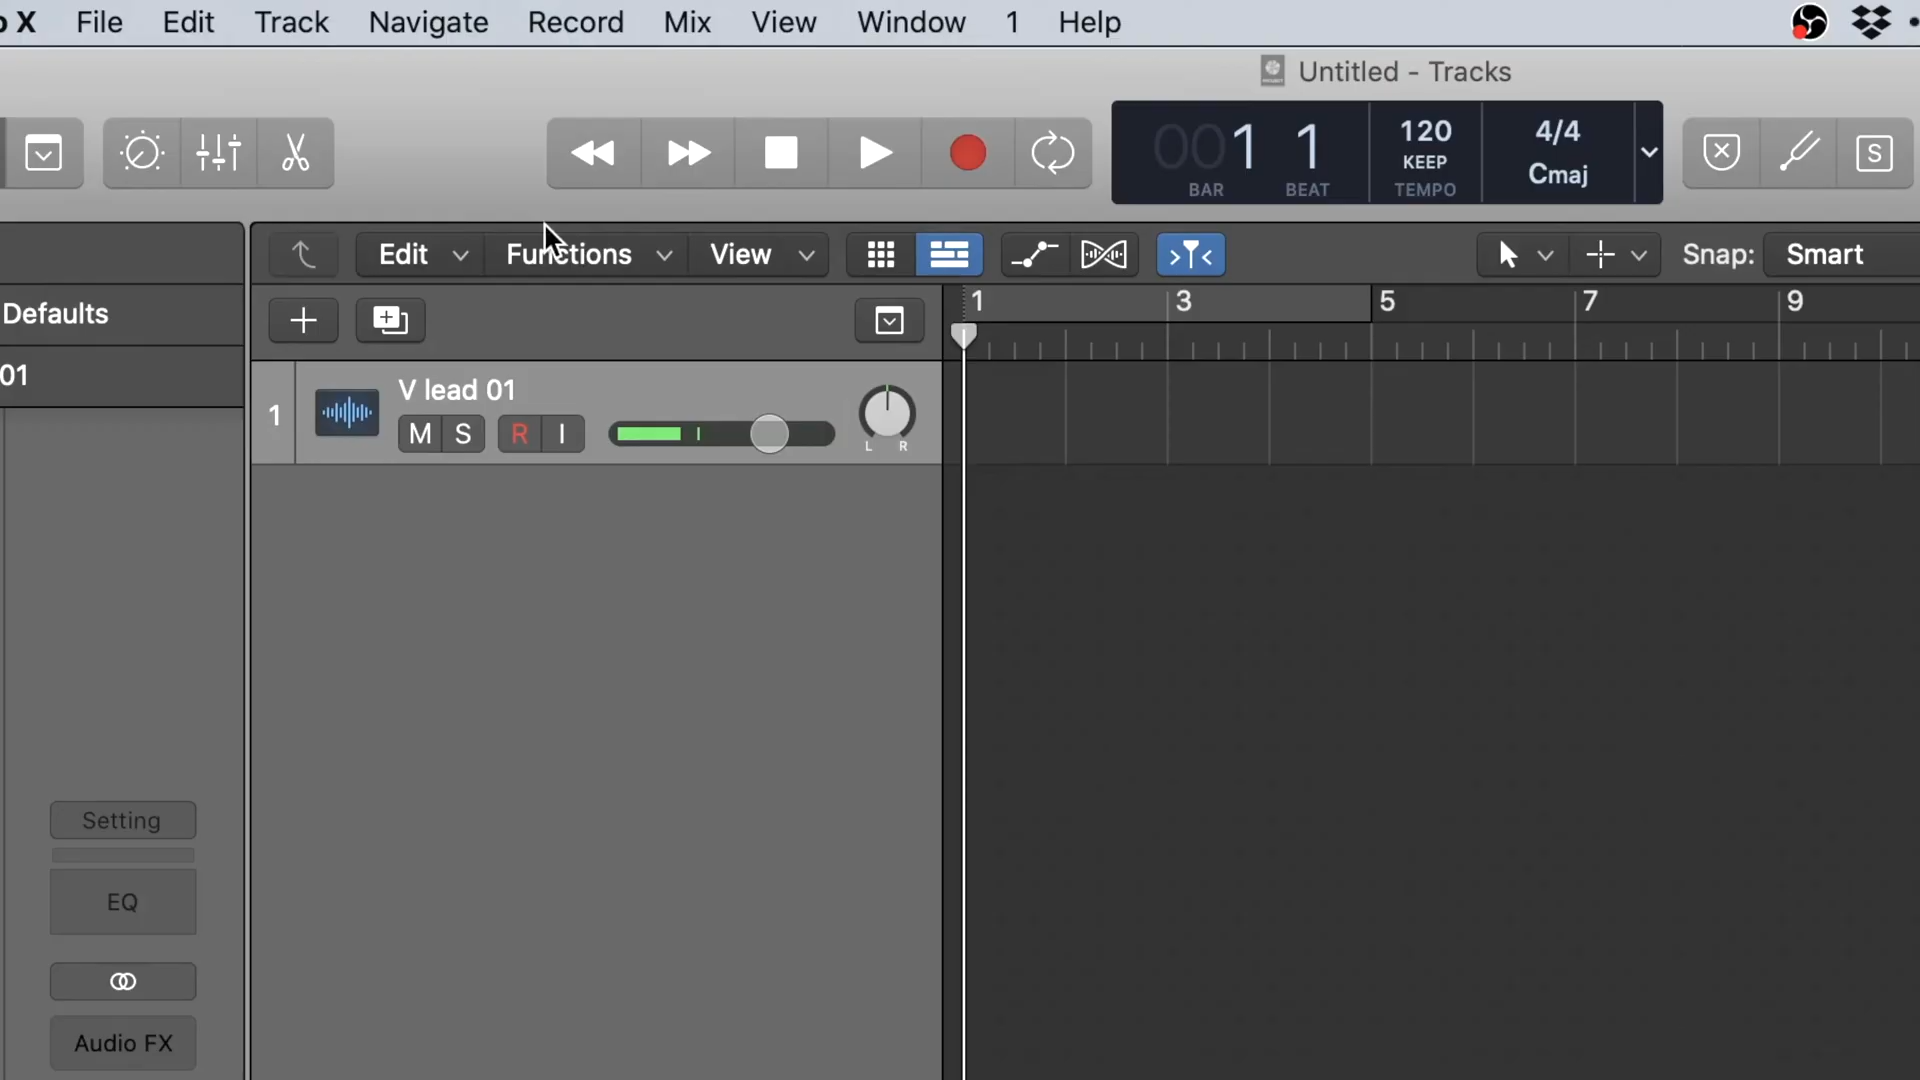 o X File Edit Track Navigate Record Mix View Window 1 Help
Untitled - Tracks
001 1 120 4/4
KEEP Cmaj
BAR BEAT TEMPO
S
Edit Functions View Snap: Smart
Defaults
1 3 5 7 9
01
1 V lead 01
M S R I
L R
Setting
EQ
Audio FX